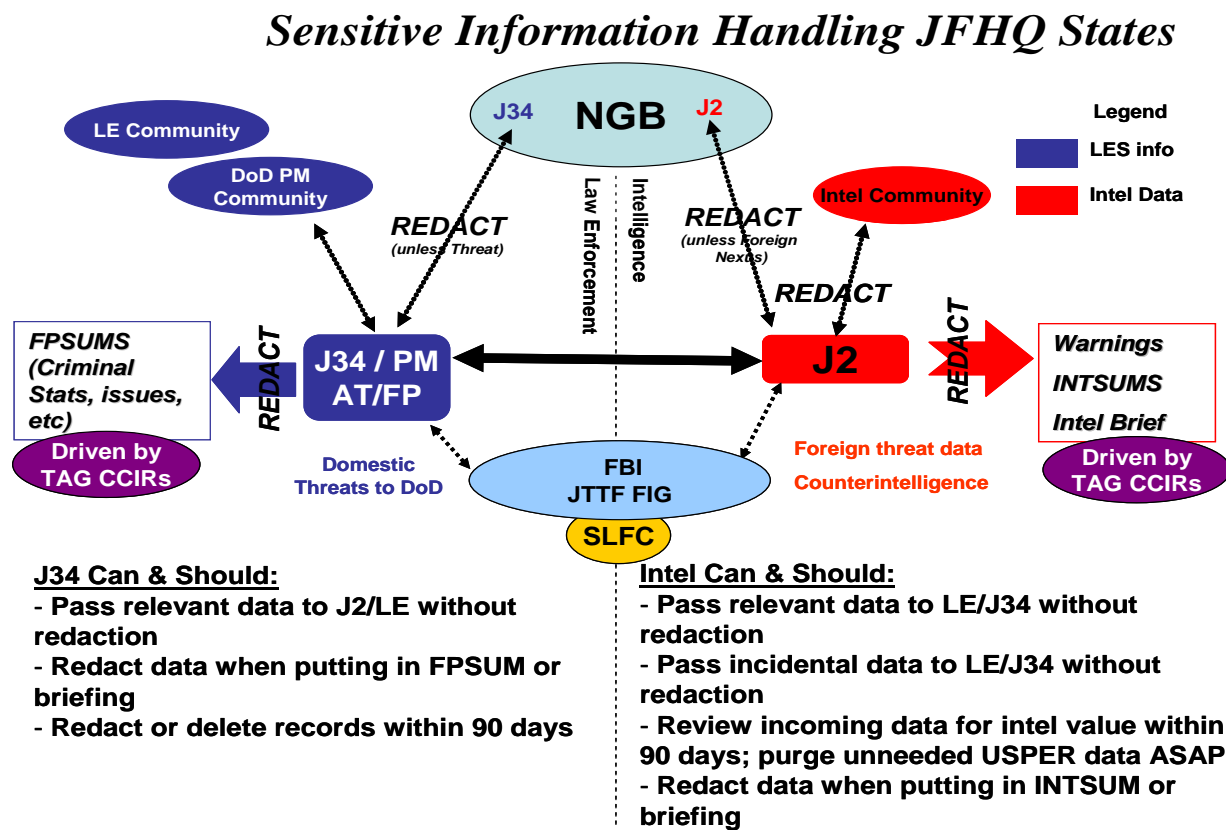 Sensitive Information Handling JFHQ States
J34
NGB
J2
Legend
LES info
Intel Data
LE Community
DoD PM
Community
Intel Community
Law Enforcement
Intelligence
REDACT
(unless Threat)
REDACT
(unless Foreign
Nexus)
REDACT
FPSUMS
(Criminal
Stats, issues,
etc)
REDACT
J34 / PM
AT/FP
J2
REDACT
Warnings
INTSUMS
Intel Brief
Driven by
TAG CCIRs
Domestic
Threats to DoD
FBI
JTTF FIG
SLFC
Foreign threat data
Counterintelligence
Driven by
TAG CCIRs
J34 Can & Should:
- Pass relevant data to J2/LE without
redaction
- Redact data when putting in FPSUM or
briefing
- Redact or delete records within 90 days
Intel Can & Should:
- Pass relevant data to LE/J34 without
redaction
- Pass incidental data to LE/J34 without
redaction
- Review incoming data for intel value within
90 days; purge unneeded USPER data ASAP
- Redact data when putting in INTSUM or
briefing